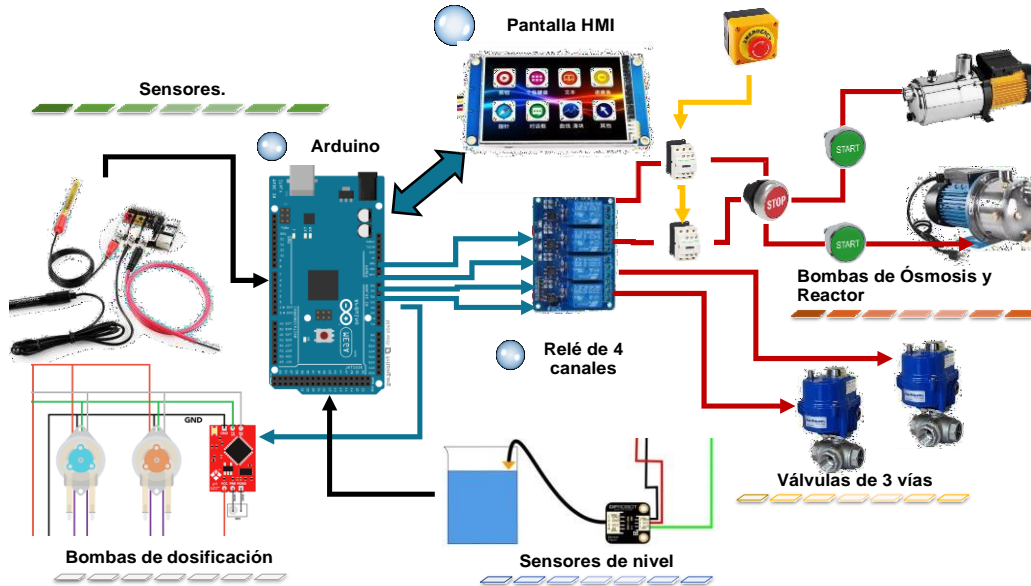 Pantalla HMI
EMERGENCY
Sensores.
Arduino
START
STOP
START
Bombas de Ósmosis y
Reactor
Relé de 4
canales
GND
Válvulas de 3 vías
Bombas de dosificación
Sensores de nivel